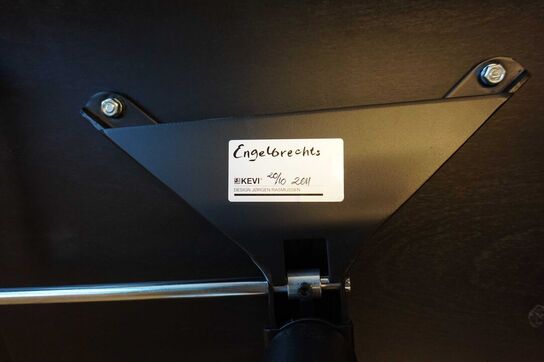 Engelbrechts
KEVI 20/10 2011
DESIGN JØRGEN RASMUSSEN